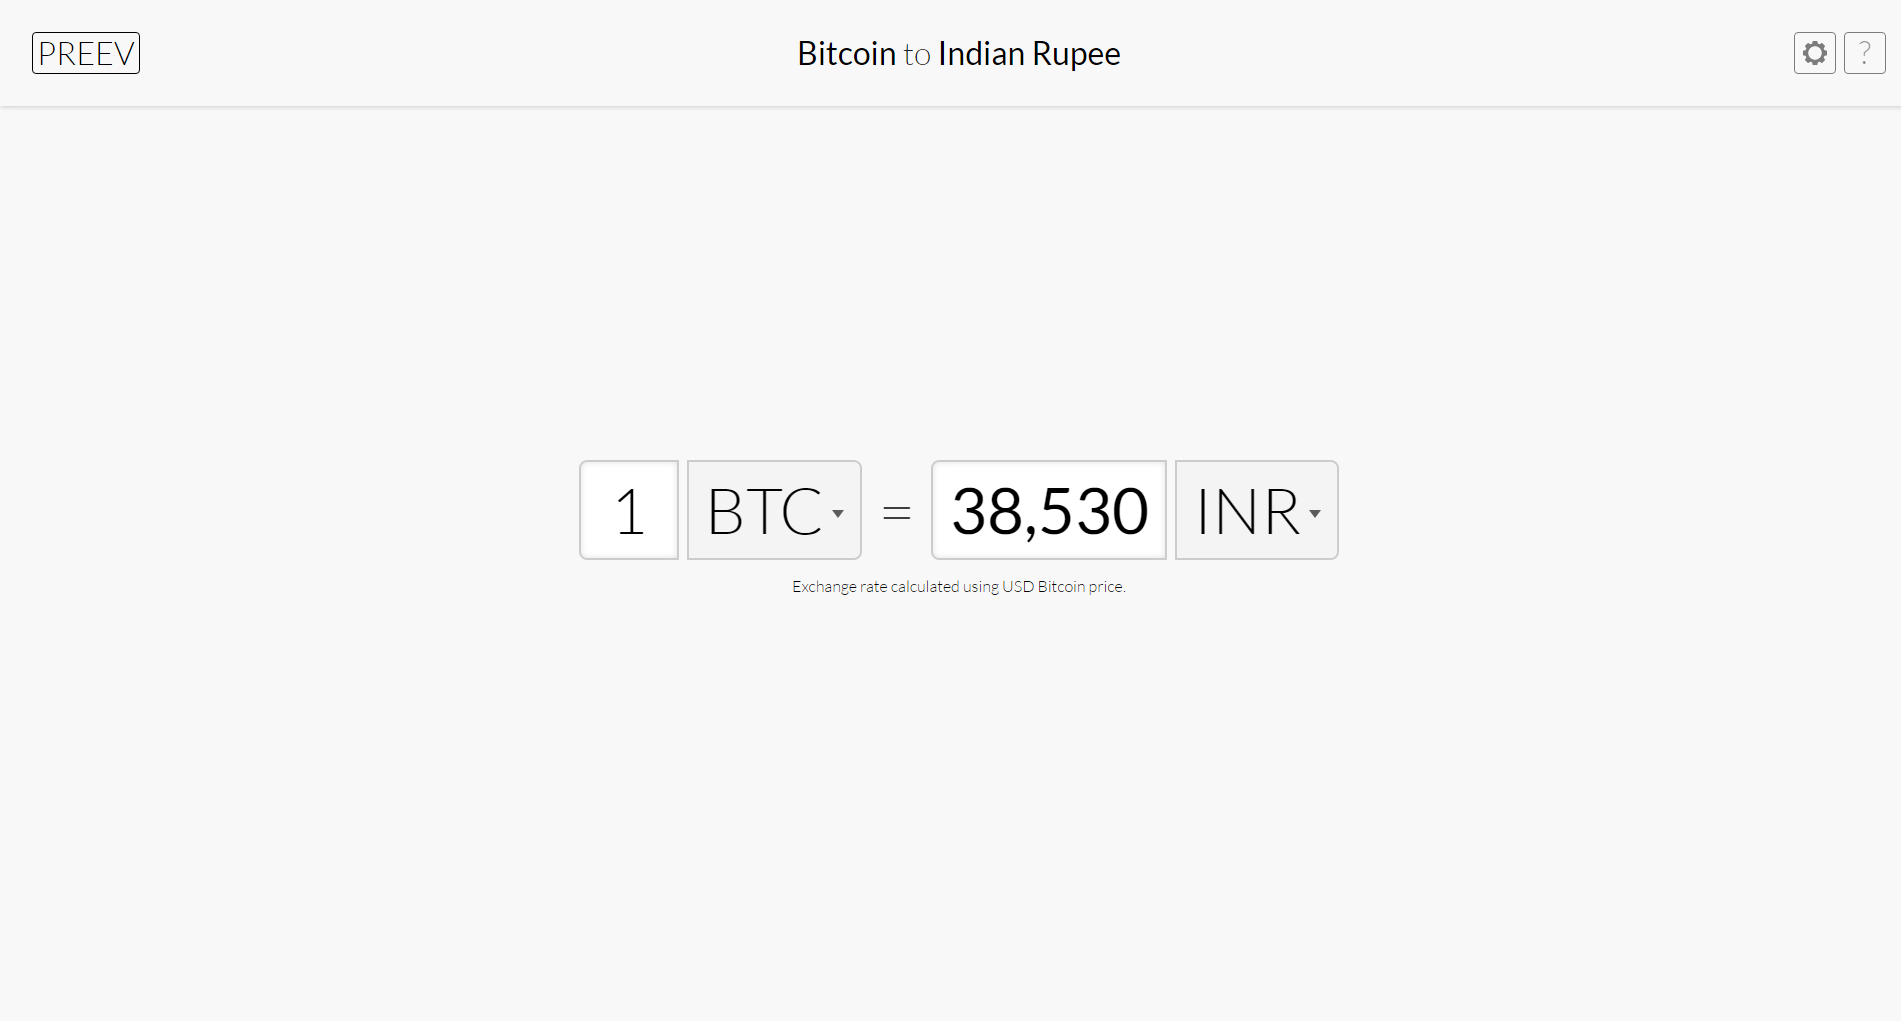 PREEV
Bitcoin to Indian Rupee
?
1 BTC = 38,530 INR
Exchange rate calculated using USD Bitcoin price.